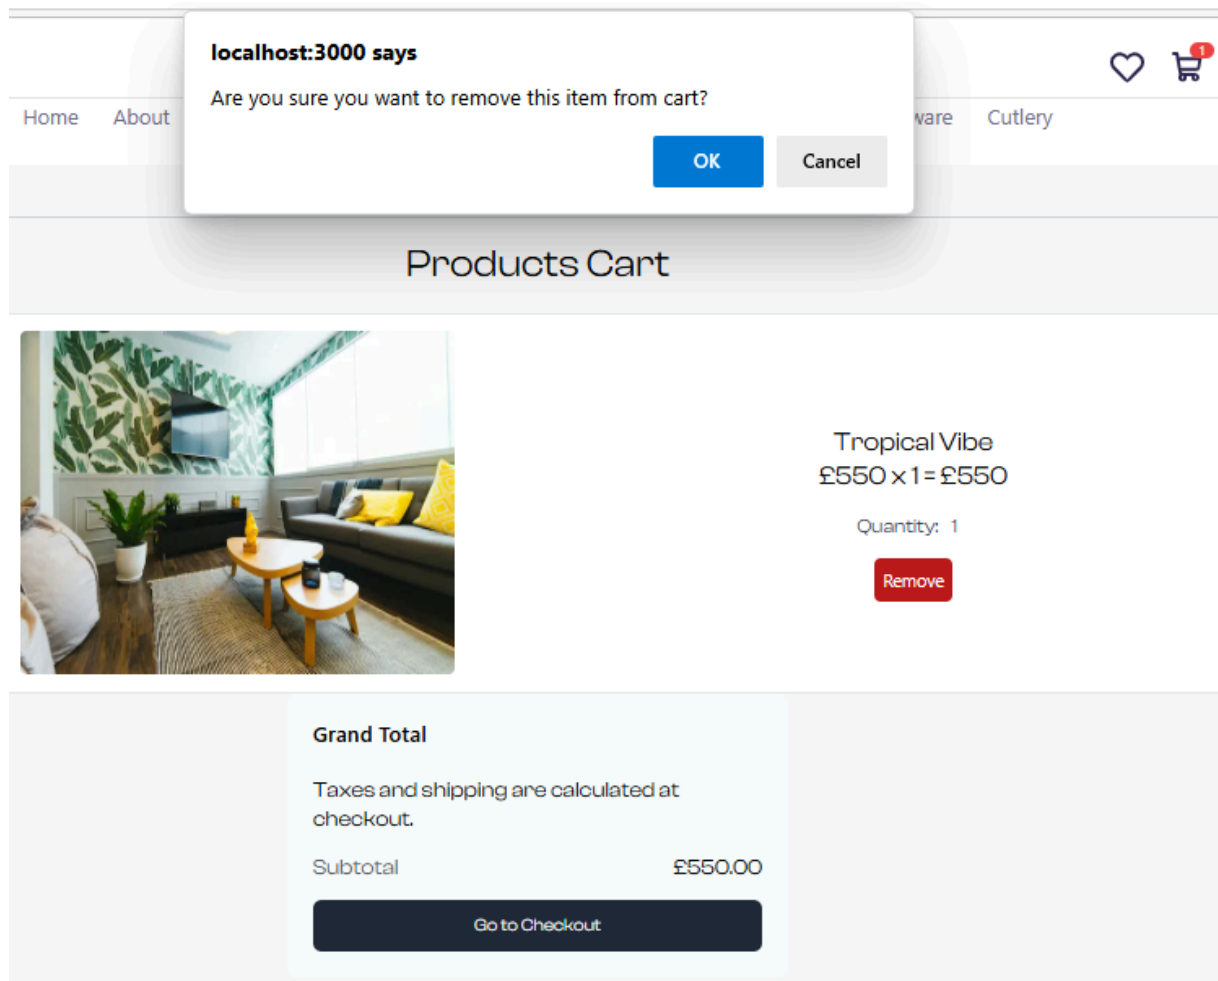 localhost:3000 says
Are you sure you want to remove this item from cart?
OK Cancel
1
Home About ware Cutlery
Products Cart
Tropical Vibe
£550 x 1 = £550
Quantity: 1
Remove
Grand Total
Taxes and shipping are calculated at
checkout.
Subtotal £550.00
Go to Checkout